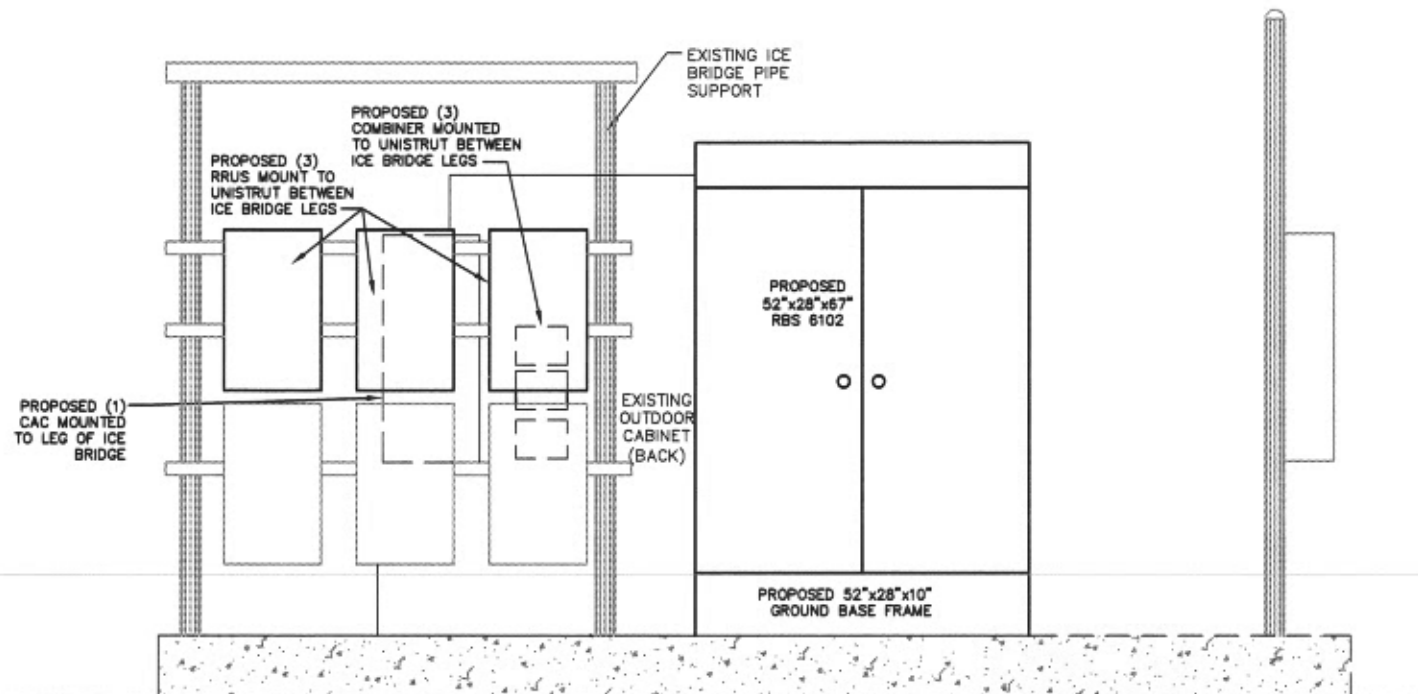 EXISTING ICE
BRIDGE PIPE
SUPPORT
PROPOSED (3)
COMBINER MOUNTED
TO UNISTRUT BETWEEN
ICE BRIDGE LEGS
PROPOSED (3)
RRUS MOUNT TO
UNISTRUT BETWEEN
ICE BRIDGE LEGS
PROPOSED
52"x28"x67"
RBS 6102
PROPOSED (1)
CAC MOUNTED
TO LEG OF ICE
BRIDGE
EXISTING
OUTDOOR
CABINET
(BACK)
PROPOSED 52"x28"x10"
GROUND BASE FRAME